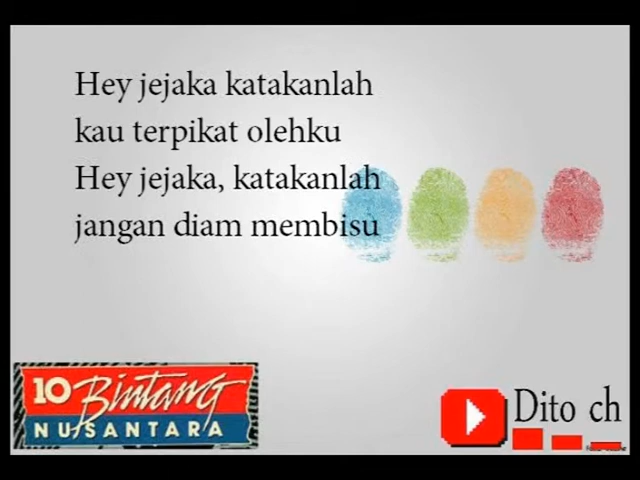 Hey jejaka katakanlah
kau terpikat olehku
Hey jejaka, katakanlah
jangan diam membisu
10 Bintang
NUSANTARA
Dito ch